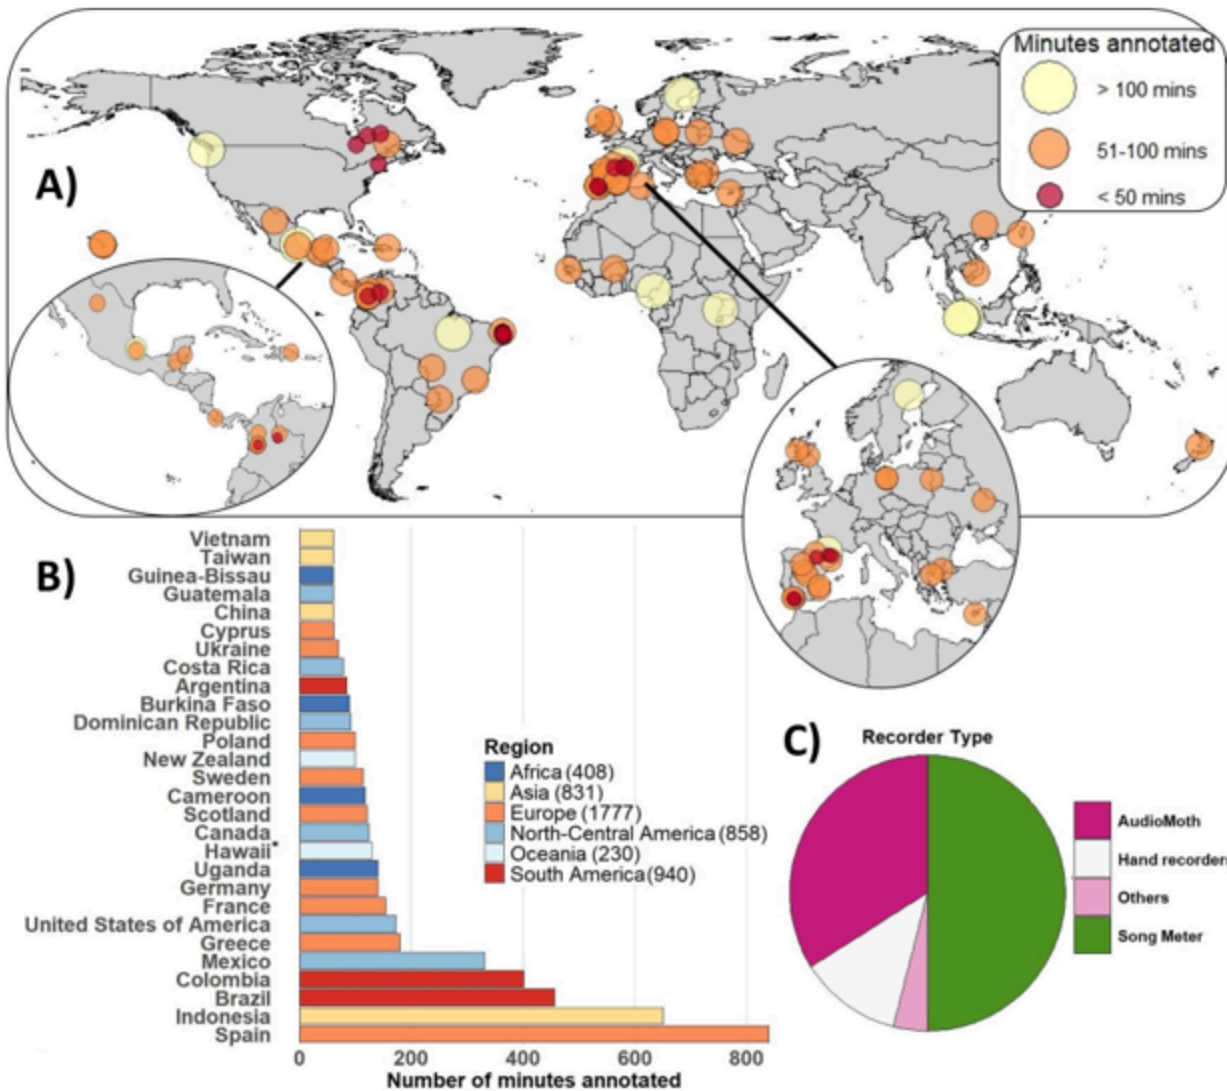 Minutes annotated
> 100 mins
51-100 mins
< 50 mins
A)
B)
Vietnam
Taiwan
Guinea-Bissau
Guatemala
China
Cyprus
Ukraine
Costa Rica
Argentina
Burkina Faso
Dominican Republic
Poland
New Zealand
Sweden
Cameroon
Scotland
Canada
Hawaii*
Uganda
Germany
France
United States of America
Greece
Mexico
Colombia
Brazil
Indonesia
Spain
0 200 400 600 800
Number of minutes annotated
Region
Africa (408)
Asia (831)
Europe (1777)
North-Central America (858)
Oceania (230)
South America (940)
C)
Recorder Type
AudioMoth
Hand recorders
Others
Song Meter